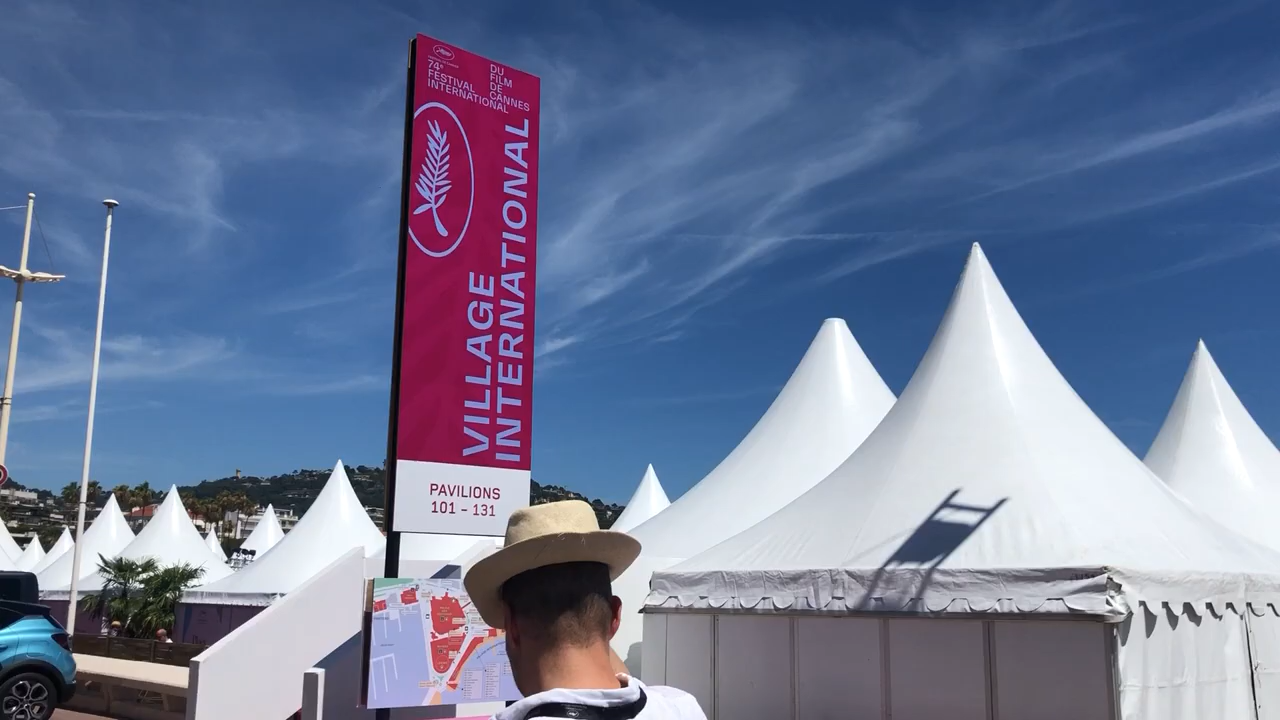 74e
FESTIVAL
INTERNATIONAL
DU
FILM
DE
CANNES
VILLAGE
INTERNATIONAL
PAVILIONS
101 – 131